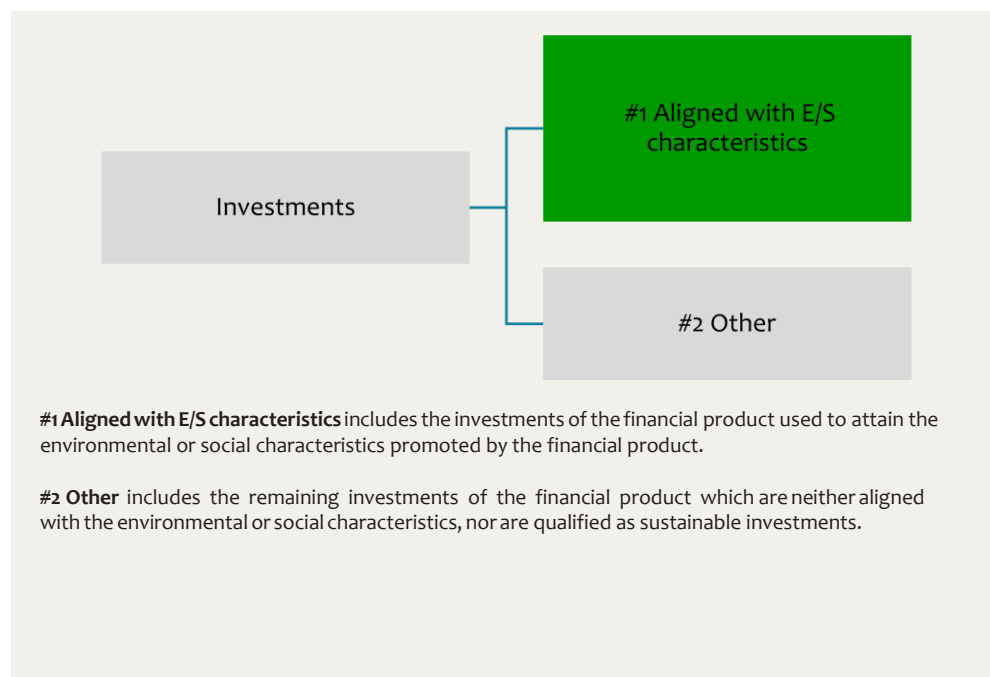 #1 Aligned with E/S
characteristics
Investments
#2 Other
#1 Aligned with E/S characteristics includes the investments of the financial product used to attain the
environmental or social characteristics promoted by the financial product.
#2 Other includes the remaining investments of the financial product which are neither aligned
with the environmental or social characteristics, nor are qualified as sustainable investments.